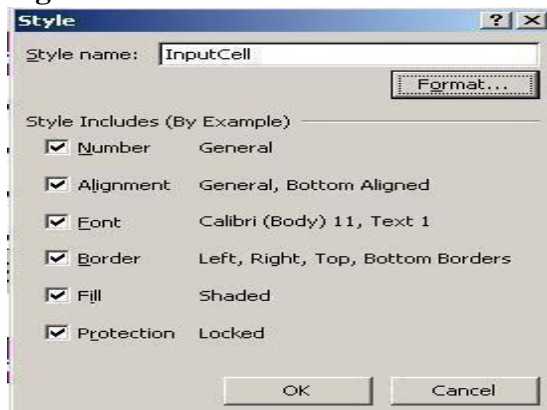 Style
Style name: InputCell
Format...
Style Includes (By Example)
Number General
Alignment General, Bottom Aligned
Font Calibri (Body) 11, Text 1
Border Left, Right, Top, Bottom Borders
Fill Shaded
Protection Locked
OK Cancel